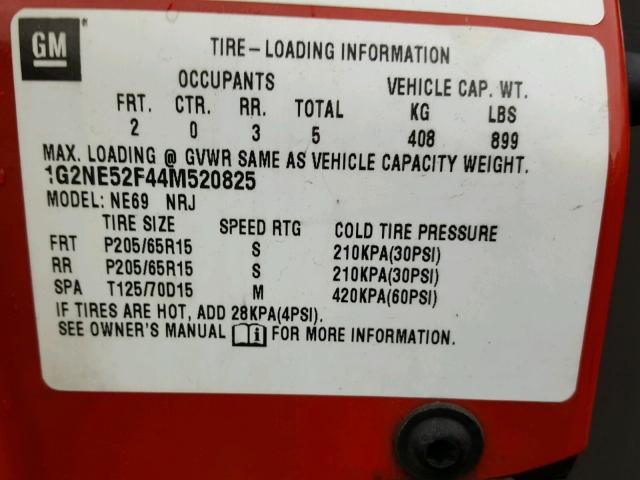 GM
TIRE-LOADING INFORMATION
OCCUPANTS VEHICLE CAP. WT.
FRT. CTR. RR. TOTAL KG LBS
2 0 3 5 408 899
MAX. LOADING @ GVWR SAME AS VEHICLE CAPACITY WEIGHT.
1G2NE52F44M520825
MODEL: NE69 NRJ
TIRE SIZE SPEED RTG COLD TIRE PRESSURE
FRT P205/65R15 S 210KPA(30PSI)
RR P205/65R15 S 210KPA(30PSI)
SPA T125/70D15 M 420KPA(60PSI)
IF TIRES ARE HOT, ADD 28KPA(4PSI).
SEE OWNER'S MANUAL i FOR MORE INFORMATION.